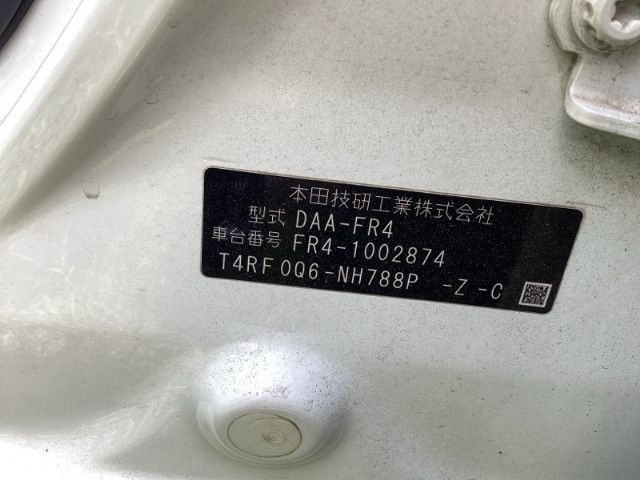 本田技研工業株式会社
型式 DAA-FR4
車台番号 FR4-1002874
T4RF 0Q6-NH788P -Z -C